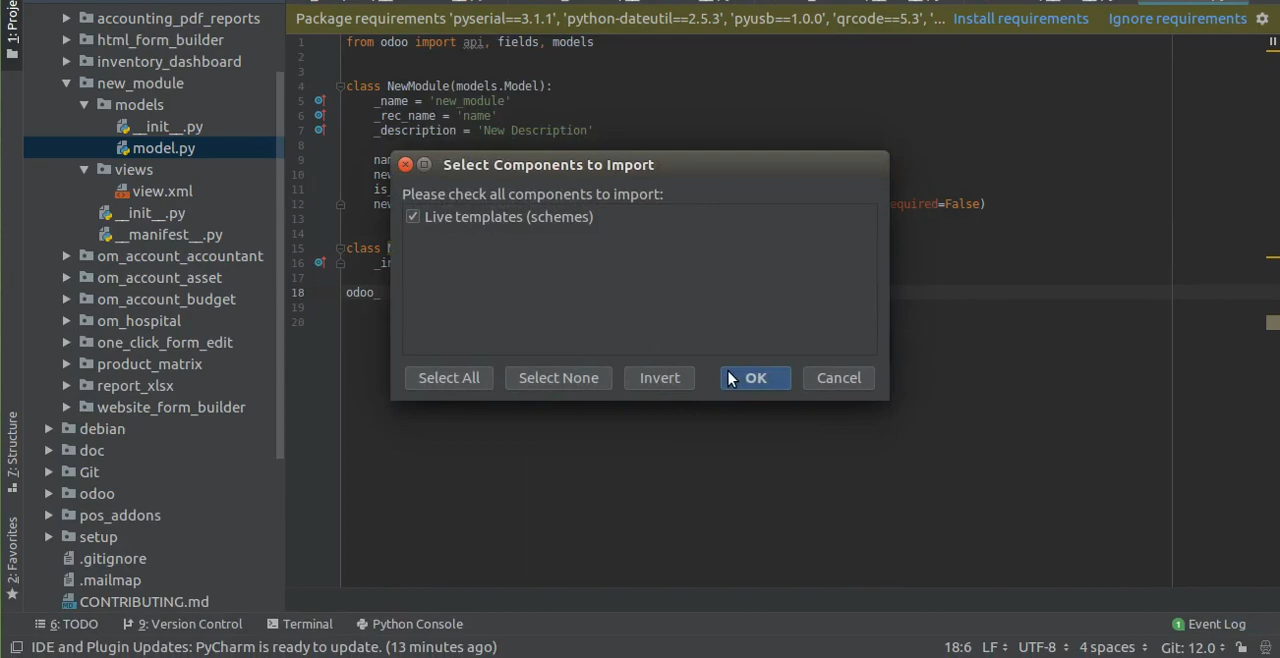 Package requirements 'pyserial==3.1.1', 'python-dateutil==2.5.3', 'pyusb==1.0.0', 'qrcode==5.3', '... Install requirements Ignore requirements
1: Proje
7: Structure
2: Favorites
accounting_pdf_reports
html_form_builder
inventory_dashboard
new_module
models
__init__.py
model.py
views
view.xml
__init__.py
__manifest__.py
om_account_accountant
om_account_asset
om_account_budget
om_hospital
one_click_form_edit
product_matrix
report_xlsx
website_form_builder
debian
doc
Git
odoo
pos_addons
setup
.gitignore
.mailmap
CONTRIBUTING.md
1 from odoo import api, fields, models
2
3
4 class NewModule(models.Model):
5 _name = 'new_module'
6 _rec_name = 'name'
7 _description = 'New Description'
8
9 nam
10 new
11 is_
12 new equired=False)
13
14
15 class N
16 _in
17
18 odoo_
19
20
Select Components to Import
Please check all components to import:
Live templates (schemes)
Select All Select None Invert OK Cancel
6: TODO 9: Version Control Terminal Python Console 1 Event Log
IDE and Plugin Updates: PyCharm is ready to update. (13 minutes ago) 18:6 LF UTF-8 4 spaces Git: 12.0